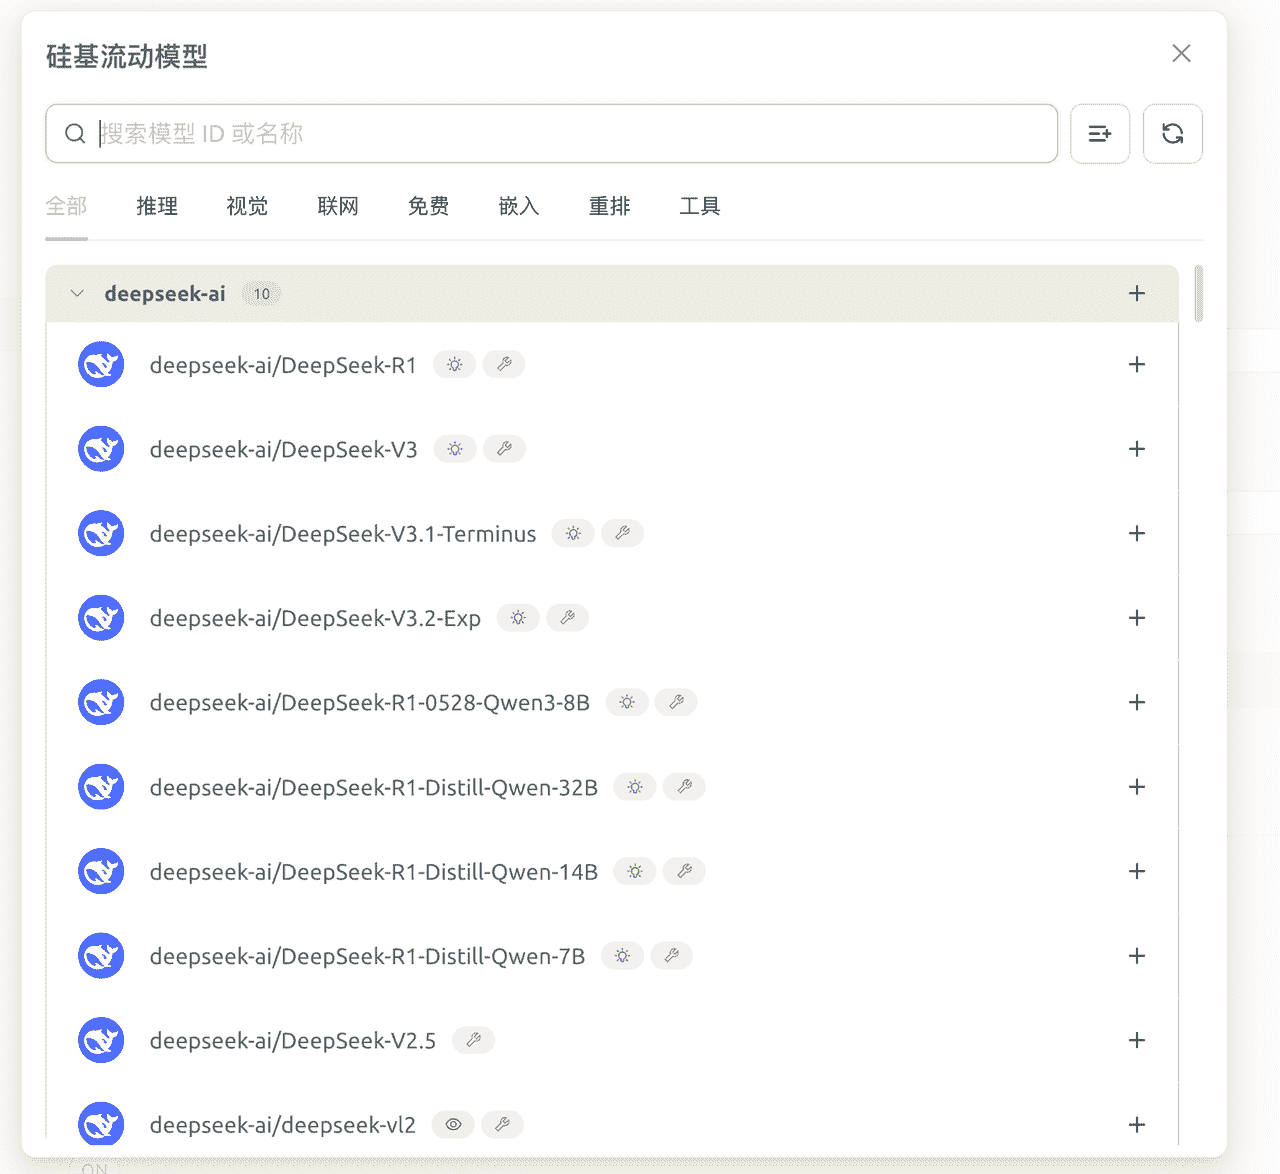 硅基流动模型
搜索模型 ID 或名称
全部 推理 视觉 联网 免费 嵌入 重排 工具
deepseek-ai 10
deepseek-ai/DeepSeek-R1
deepseek-ai/DeepSeek-V3
deepseek-ai/DeepSeek-V3.1-Terminus
deepseek-ai/DeepSeek-V3.2-Exp
deepseek-ai/DeepSeek-R1-0528-Qwen3-8B
deepseek-ai/DeepSeek-R1-Distill-Qwen-32B
deepseek-ai/DeepSeek-R1-Distill-Qwen-14B
deepseek-ai/DeepSeek-R1-Distill-Qwen-7B
deepseek-ai/DeepSeek-V2.5
deepseek-ai/deepseek-vl2
ON